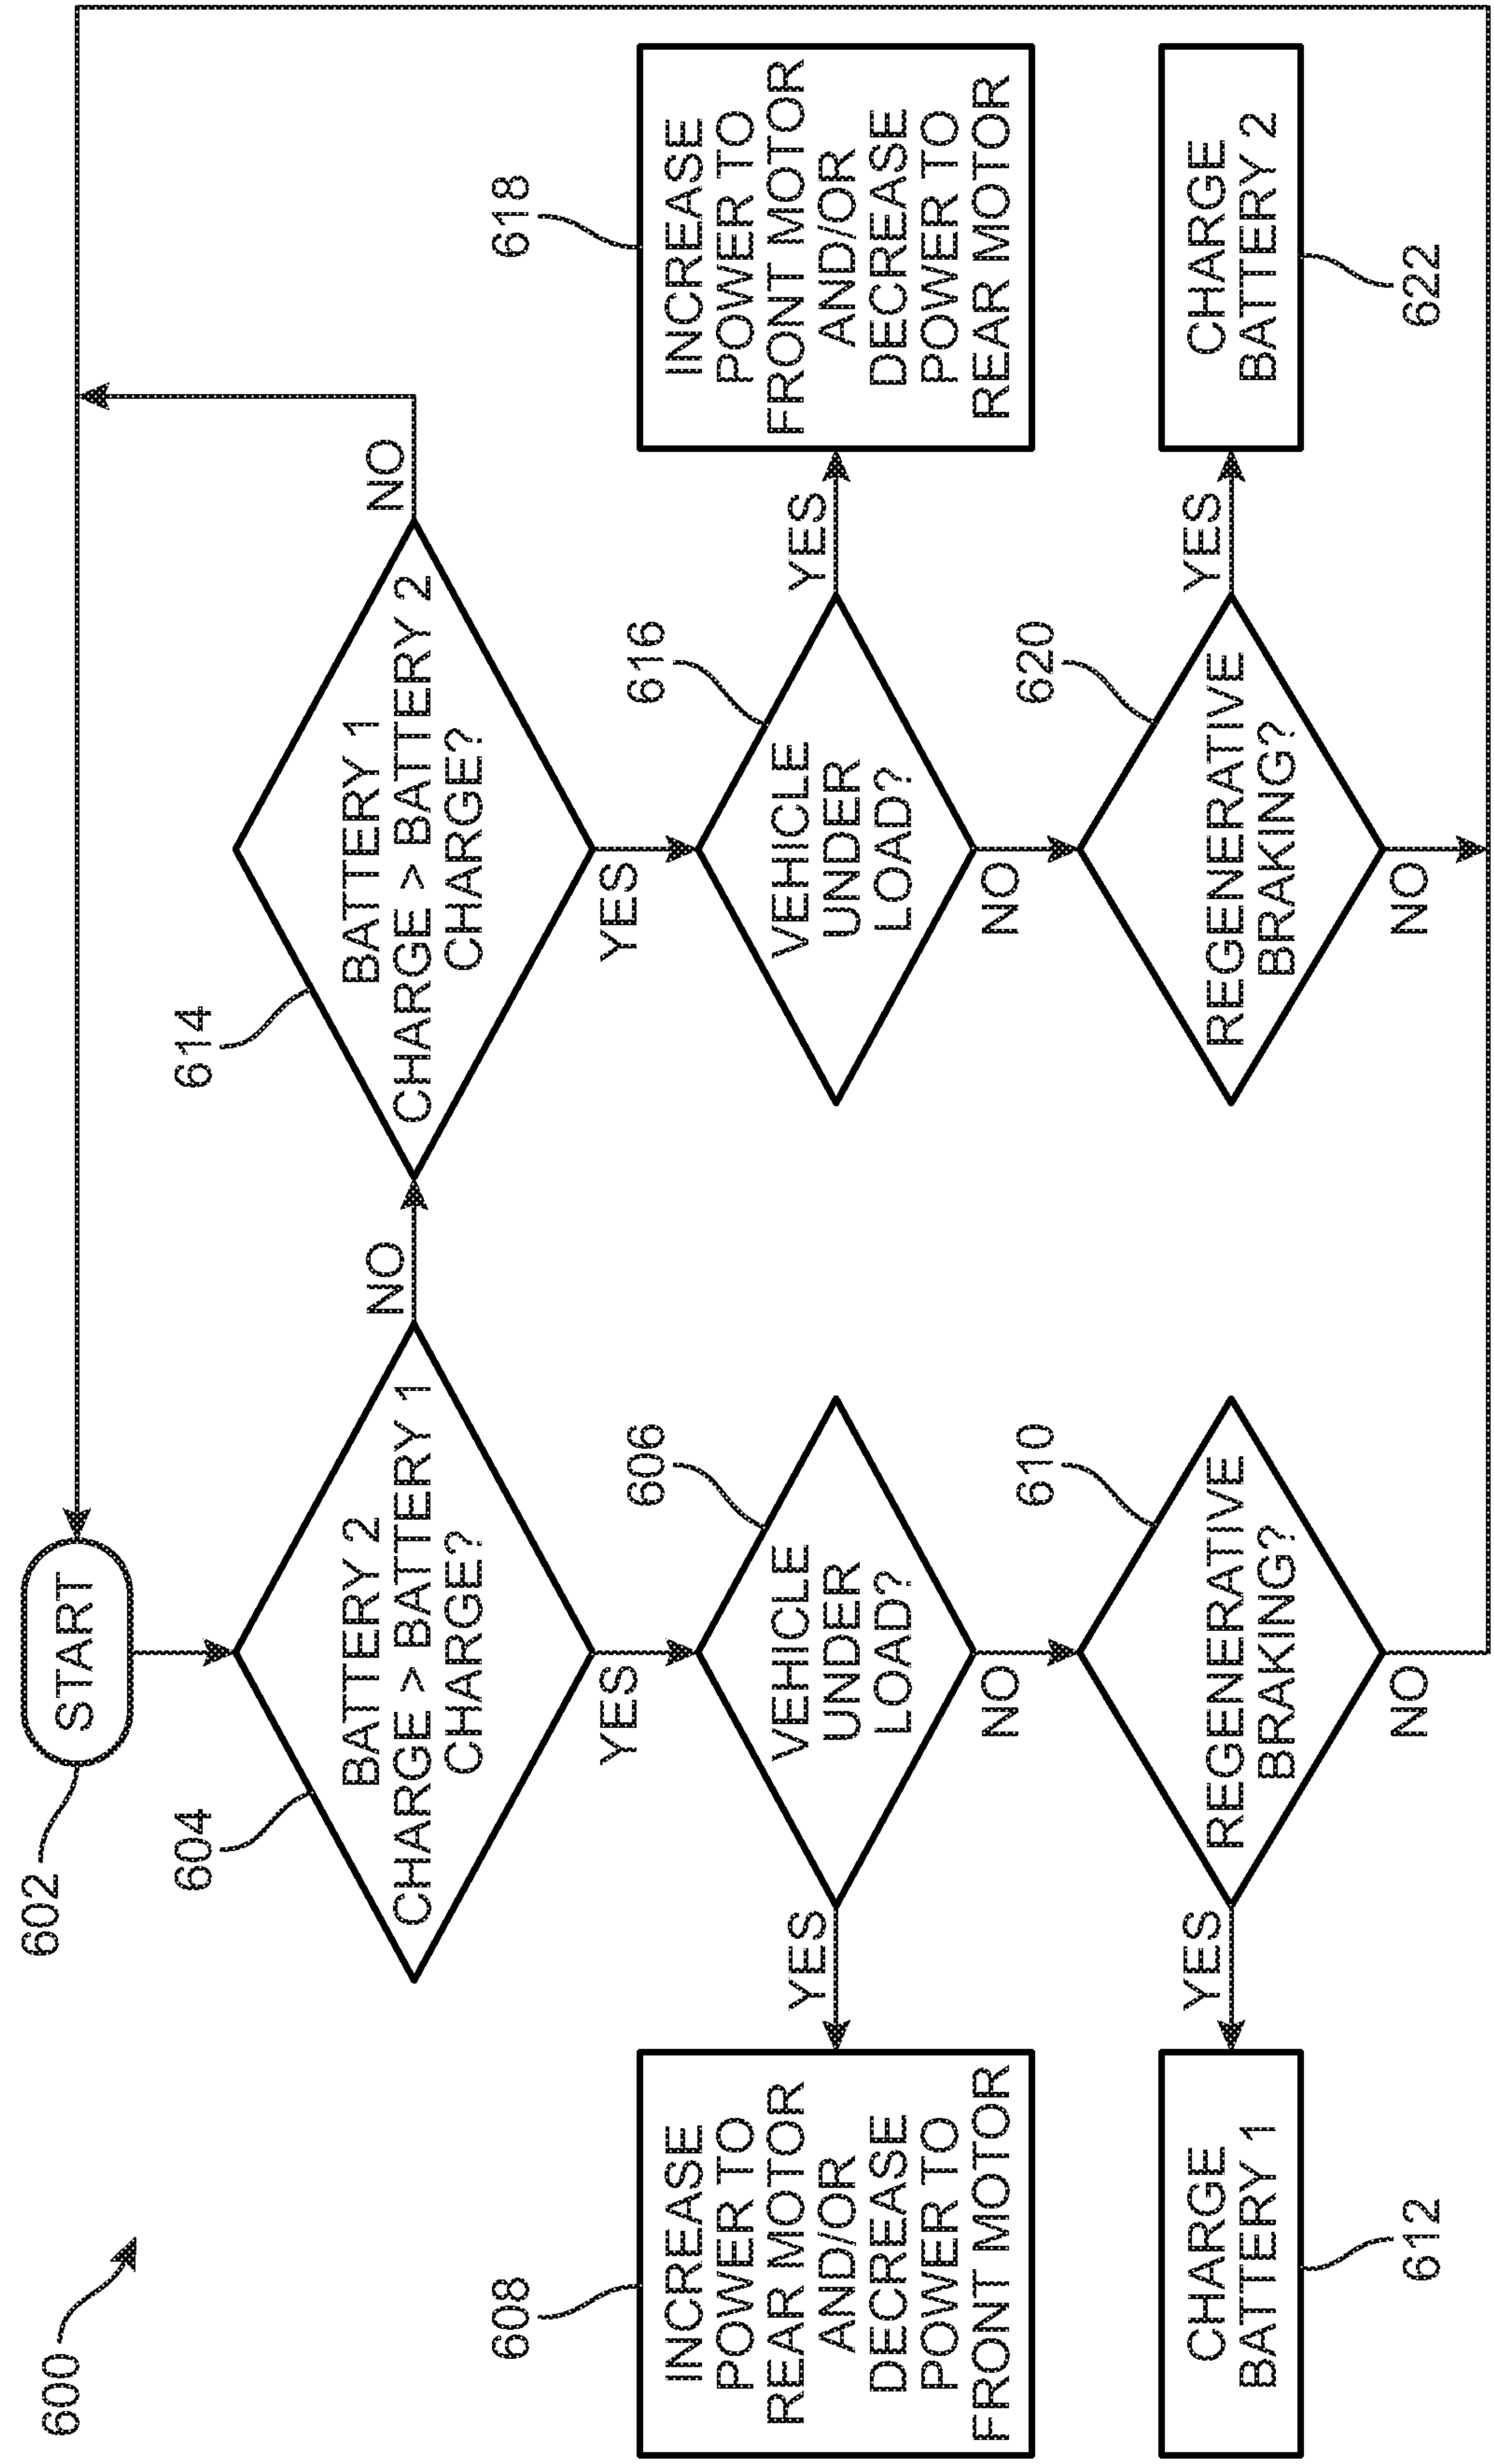 600
602
START
604
BATTERY 2
CHARGE > BATTERY 1
CHARGE?
NO
YES
614
BATTERY 1
CHARGE > BATTERY 2
CHARGE?
NO
YES
608
INCREASE
POWER TO
REAR MOTOR
AND/OR
DECREASE
POWER TO
FRONT MOTOR
YES
606
VEHICLE
UNDER
LOAD?
NO
616
VEHICLE
UNDER
LOAD?
YES
NO
618
INCREASE
POWER TO
FRONT MOTOR
AND/OR
DECREASE
POWER TO
REAR MOTOR
612
CHARGE
BATTERY 1
YES
610
REGENERATIVE
BRAKING?
NO
620
REGENERATIVE
BRAKING?
YES
NO
CHARGE
BATTERY 2
622